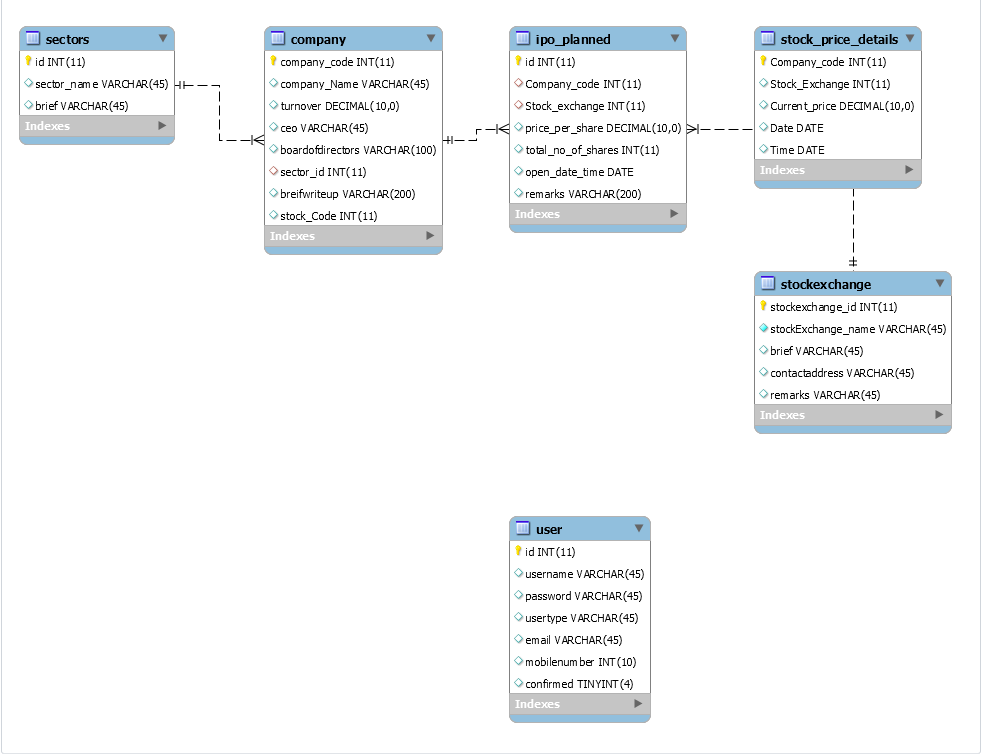 sectors
id INT(11)
sector_name VARCHAR(45)
brief VARCHAR(45)
Indexes
company
company_code INT(11)
company_Name VARCHAR(45)
turnover DECIMAL(10,0)
ceo VARCHAR(45)
boardofdirectors VARCHAR(100)
sector_id INT(11)
breifwriteup VARCHAR(200)
stock_Code INT(11)
Indexes
ipo_planned
id INT(11)
Company_code INT(11)
Stock_exchange INT(11)
price_per_share DECIMAL(10,0)
total_no_of_shares INT(11)
open_date_time DATE
remarks VARCHAR(200)
Indexes
stock_price_details
Company_code INT(11)
Stock_Exchange INT(11)
Current_price DECIMAL(10,0)
Date DATE
Time DATE
Indexes
stockexchange
stockexchange_id INT(11)
stockExchange_name VARCHAR(45)
brief VARCHAR(45)
contactaddress VARCHAR(45)
remarks VARCHAR(45)
Indexes
user
id INT(11)
username VARCHAR(45)
password VARCHAR(45)
usertype VARCHAR(45)
email VARCHAR(45)
mobilenumber INT(10)
confirmed TINYINT(4)
Indexes